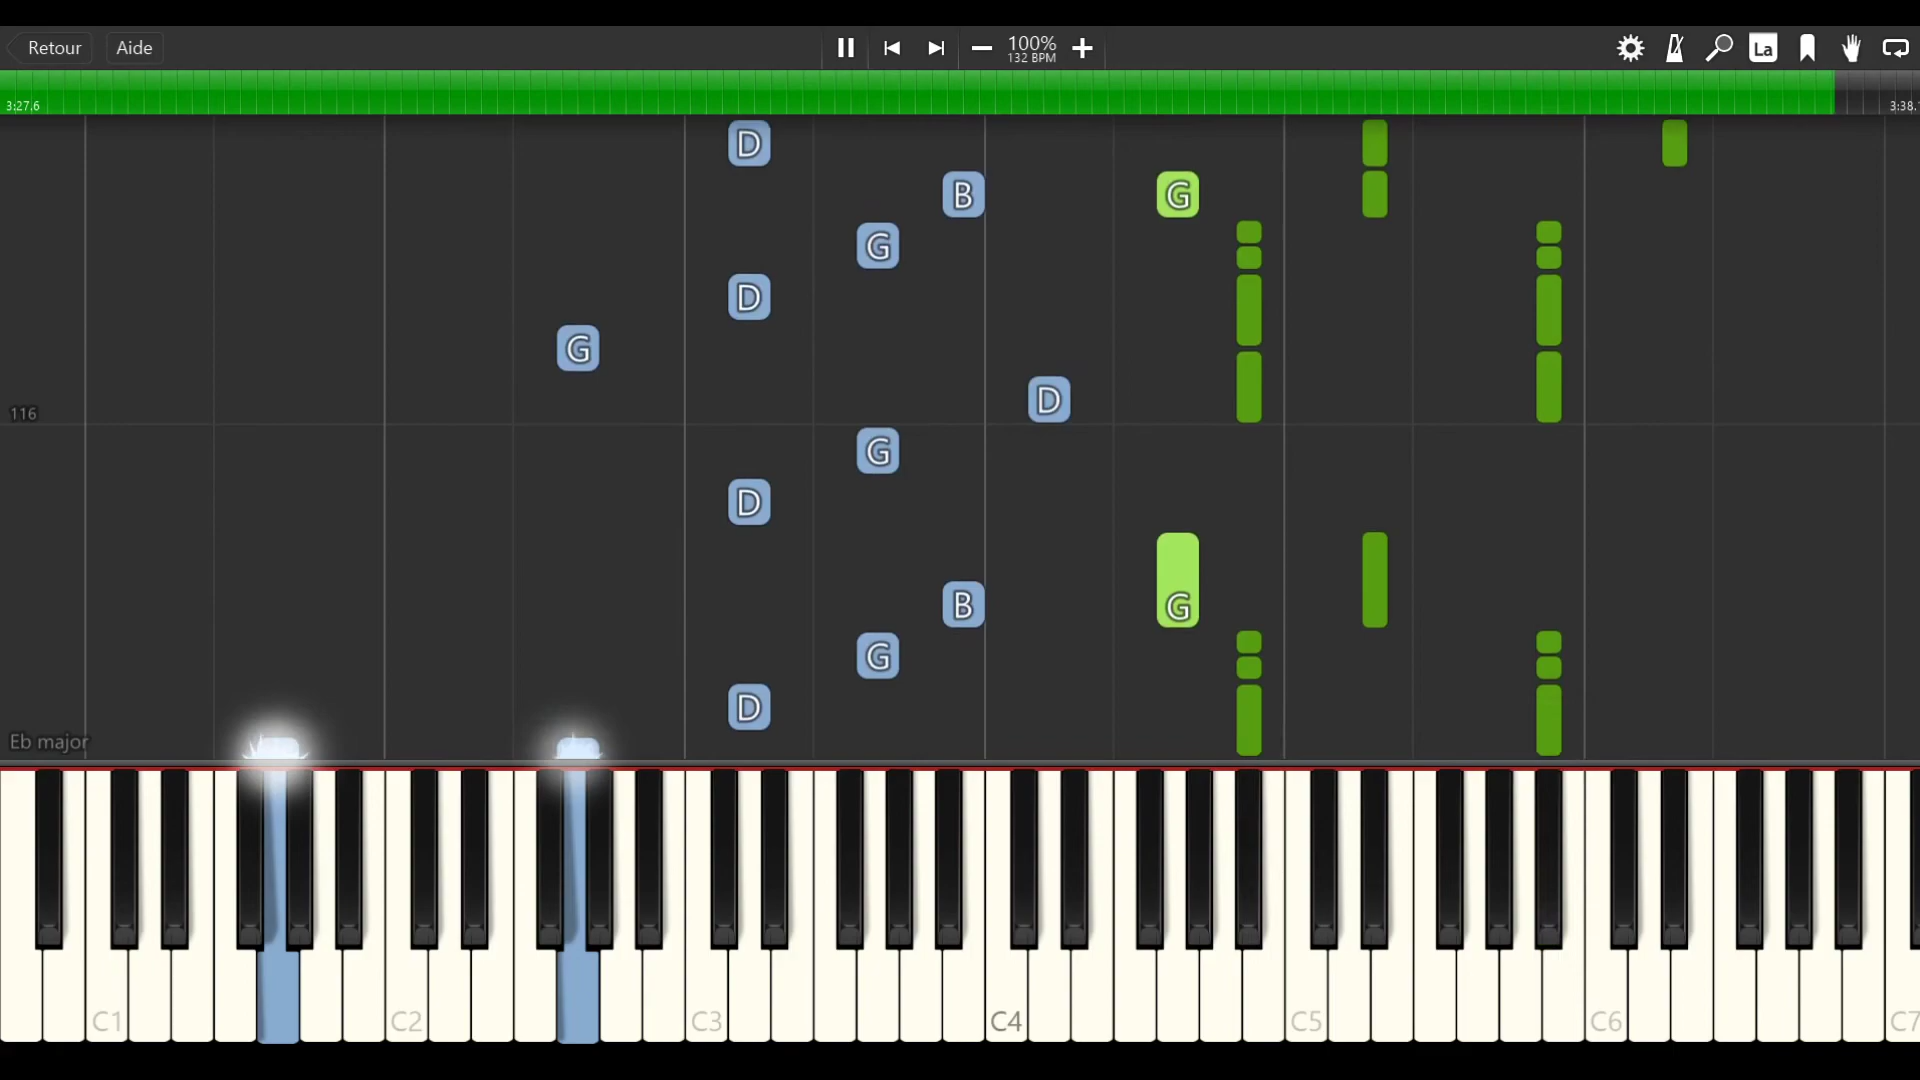 Retour
Aide
100%
132 BPM
La
3:27.6
3:38.
D
B
G
G
D
G
116
D
G
D
B
G
G
D
Eb major
C1
C2
C3
C4
C5
C6
C7